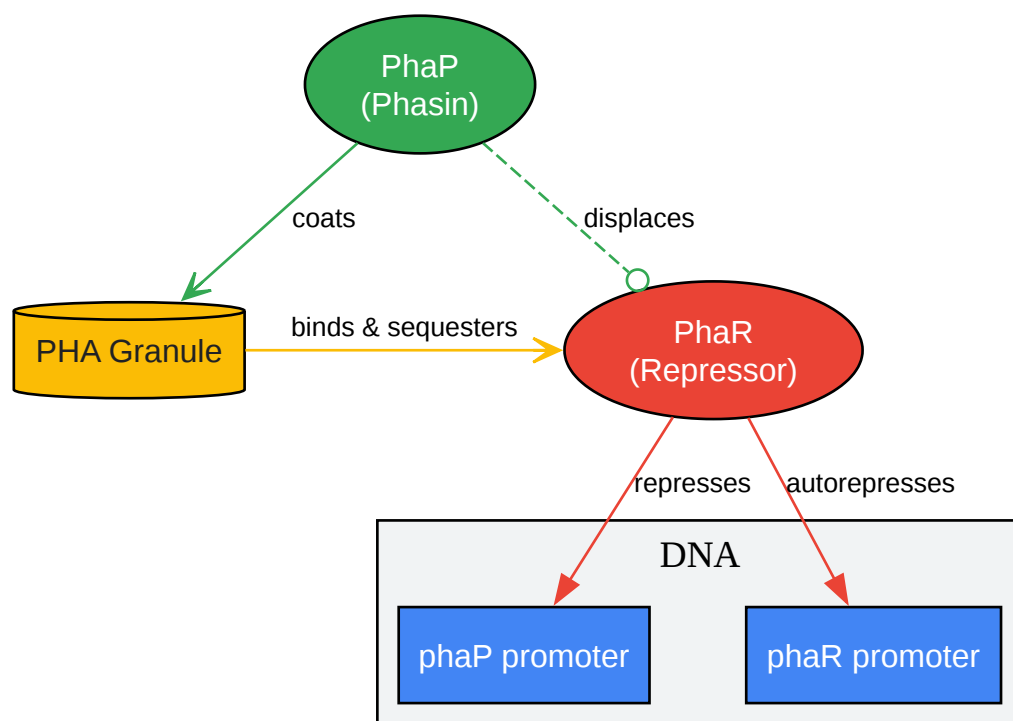 PhaP
(Phasin)
coats
displaces
PHA Granule
binds & sequesters
PhaR
(Repressor)
represses
autorepresses
DNA
phaP promoter
phaR promoter